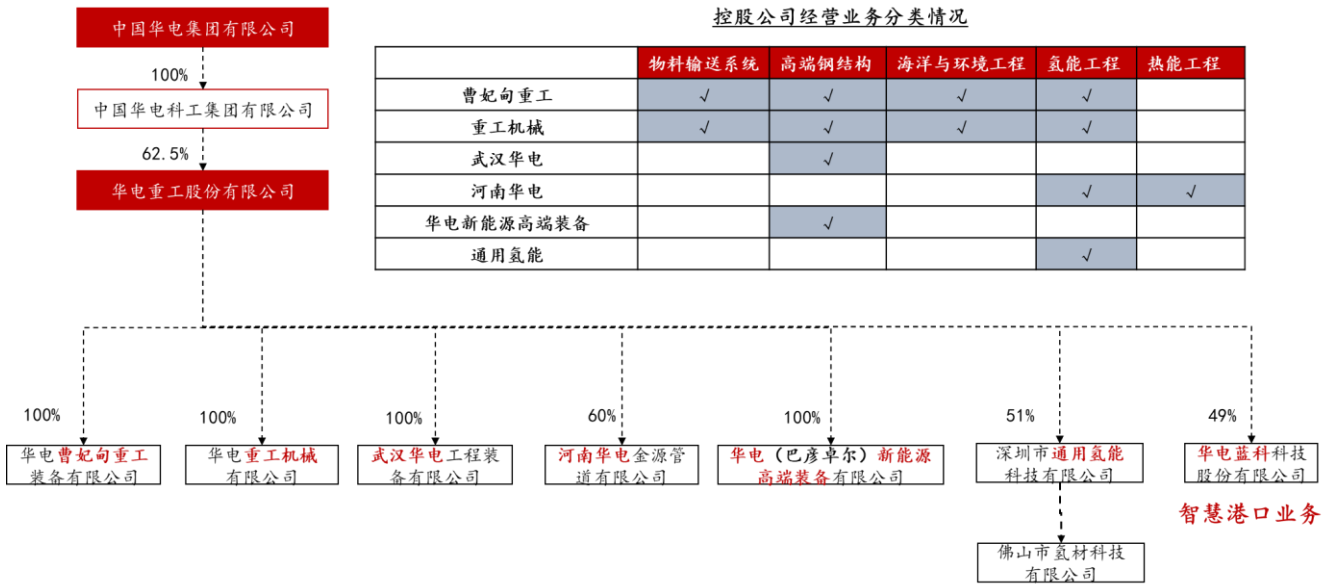 中国华电集团有限公司
100%
中国华电科工集团有限公司
62.5%
华电重工股份有限公司
控股公司经营业务分类情况
物料输送系统 高端钢结构 海洋与环境工程 氢能工程 热能工程
曹妃甸重工 √ √ √ √
重工机械 √ √ √ √
武汉华电 √
河南华电 √ √
华电新能源高端装备 √
通用氢能 √
100%
华电曹妃甸重工
装备有限公司
100%
华电重工机械
有限公司
100%
武汉华电工程装
备有限公司
60%
河南华电金源管
道有限公司
100%
华电（巴彦卓尔）新能源
高端装备有限公司
51%
深圳市通用氢能
科技有限公司
49%
华电蓝科科技
股份有限公司
智慧港口业务
佛山市氢材科技
有限公司